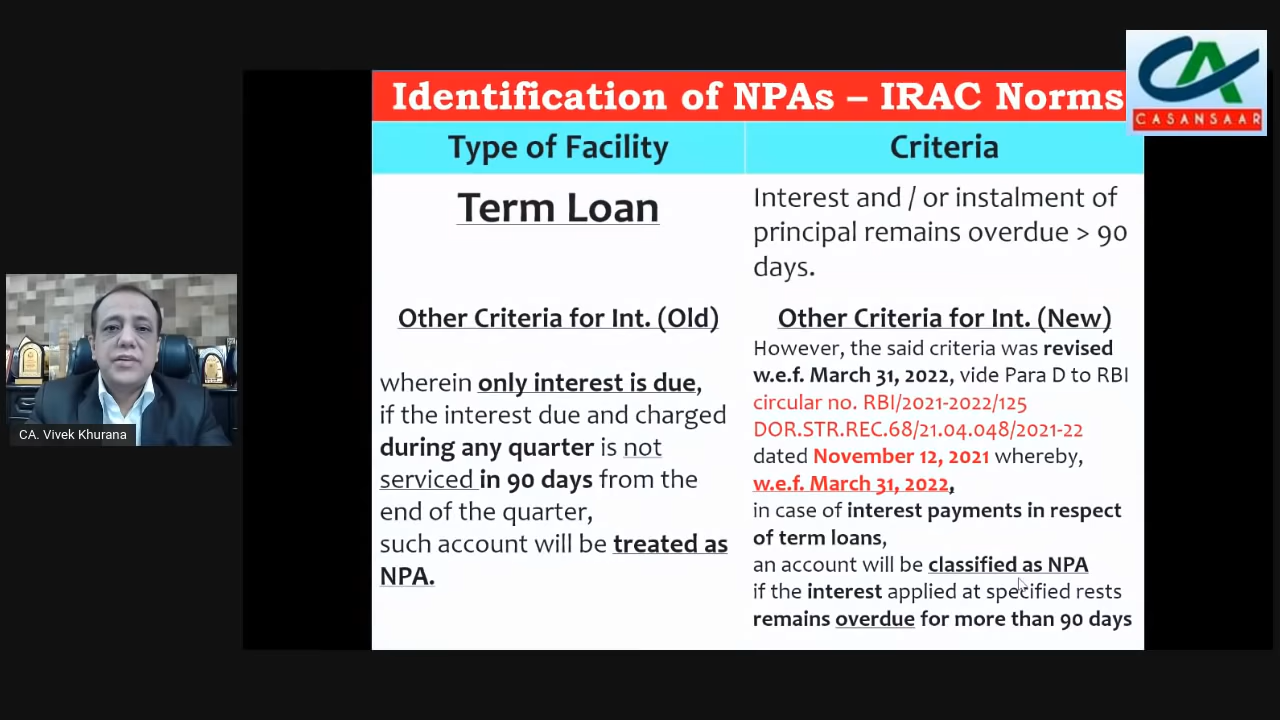 Identification of NPAs – IRAC Norms
CASANSAAR
Type of Facility
Criteria
Term Loan
Interest and / or instalment of
principal remains overdue > 90
days.
Other Criteria for Int. (Old)
wherein only interest is due,
if the interest due and charged
during any quarter is not
serviced in 90 days from the
end of the quarter,
such account will be treated as
NPA.
Other Criteria for Int. (New)
However, the said criteria was revised
w.e.f. March 31, 2022, vide Para D to RBI
circular no. RBI/2021-2022/125
DOR.STR.REC.68/21.04.048/2021-22
dated November 12, 2021 whereby,
w.e.f. March 31, 2022,
in case of interest payments in respect
of term loans,
an account will be classified as NPA
if the interest applied at specified rests
remains overdue for more than 90 days
CA. Vivek Khurana